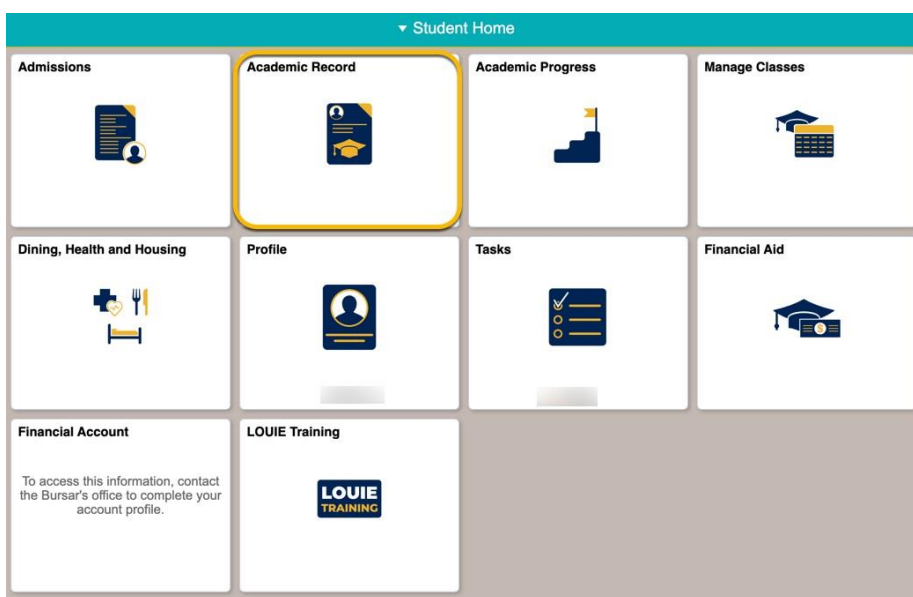 Student Home
Admissions
Academic Record
Academic Progress
Manage Classes
Dining, Health and Housing
Profile
Tasks
Financial Aid
Financial Account
To access this information, contact
the Bursar's office to complete your
account profile.
LOUIE Training
LOUIE
TRAINING